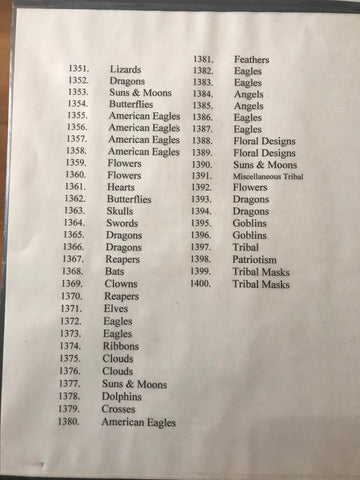 1351. Lizards
1352. Dragons
1353. Suns & Moons
1354. Butterflies
1355. American Eagles
1356. American Eagles
1357. American Eagles
1358. American Eagles
1359. Flowers
1360. Flowers
1361. Hearts
1362. Butterflies
1363. Skulls
1364. Swords
1365. Dragons
1366. Dragons
1367. Reapers
1368. Bats
1369. Clowns
1370. Reapers
1371. Elves
1372. Eagles
1373. Eagles
1374. Ribbons
1375. Clouds
1376. Clouds
1377. Suns & Moons
1378. Dolphins
1379. Crosses
1380. American Eagles
1381. Feathers
1382. Eagles
1383. Eagles
1384. Angels
1385. Angels
1386. Eagles
1387. Eagles
1388. Floral Designs
1389. Floral Designs
1390. Suns & Moons
1391. Miscellaneous Tribal
1392. Flowers
1393. Dragons
1394. Dragons
1395. Goblins
1396. Goblins
1397. Tribal
1398. Patriotism
1399. Tribal Masks
1400. Tribal Masks